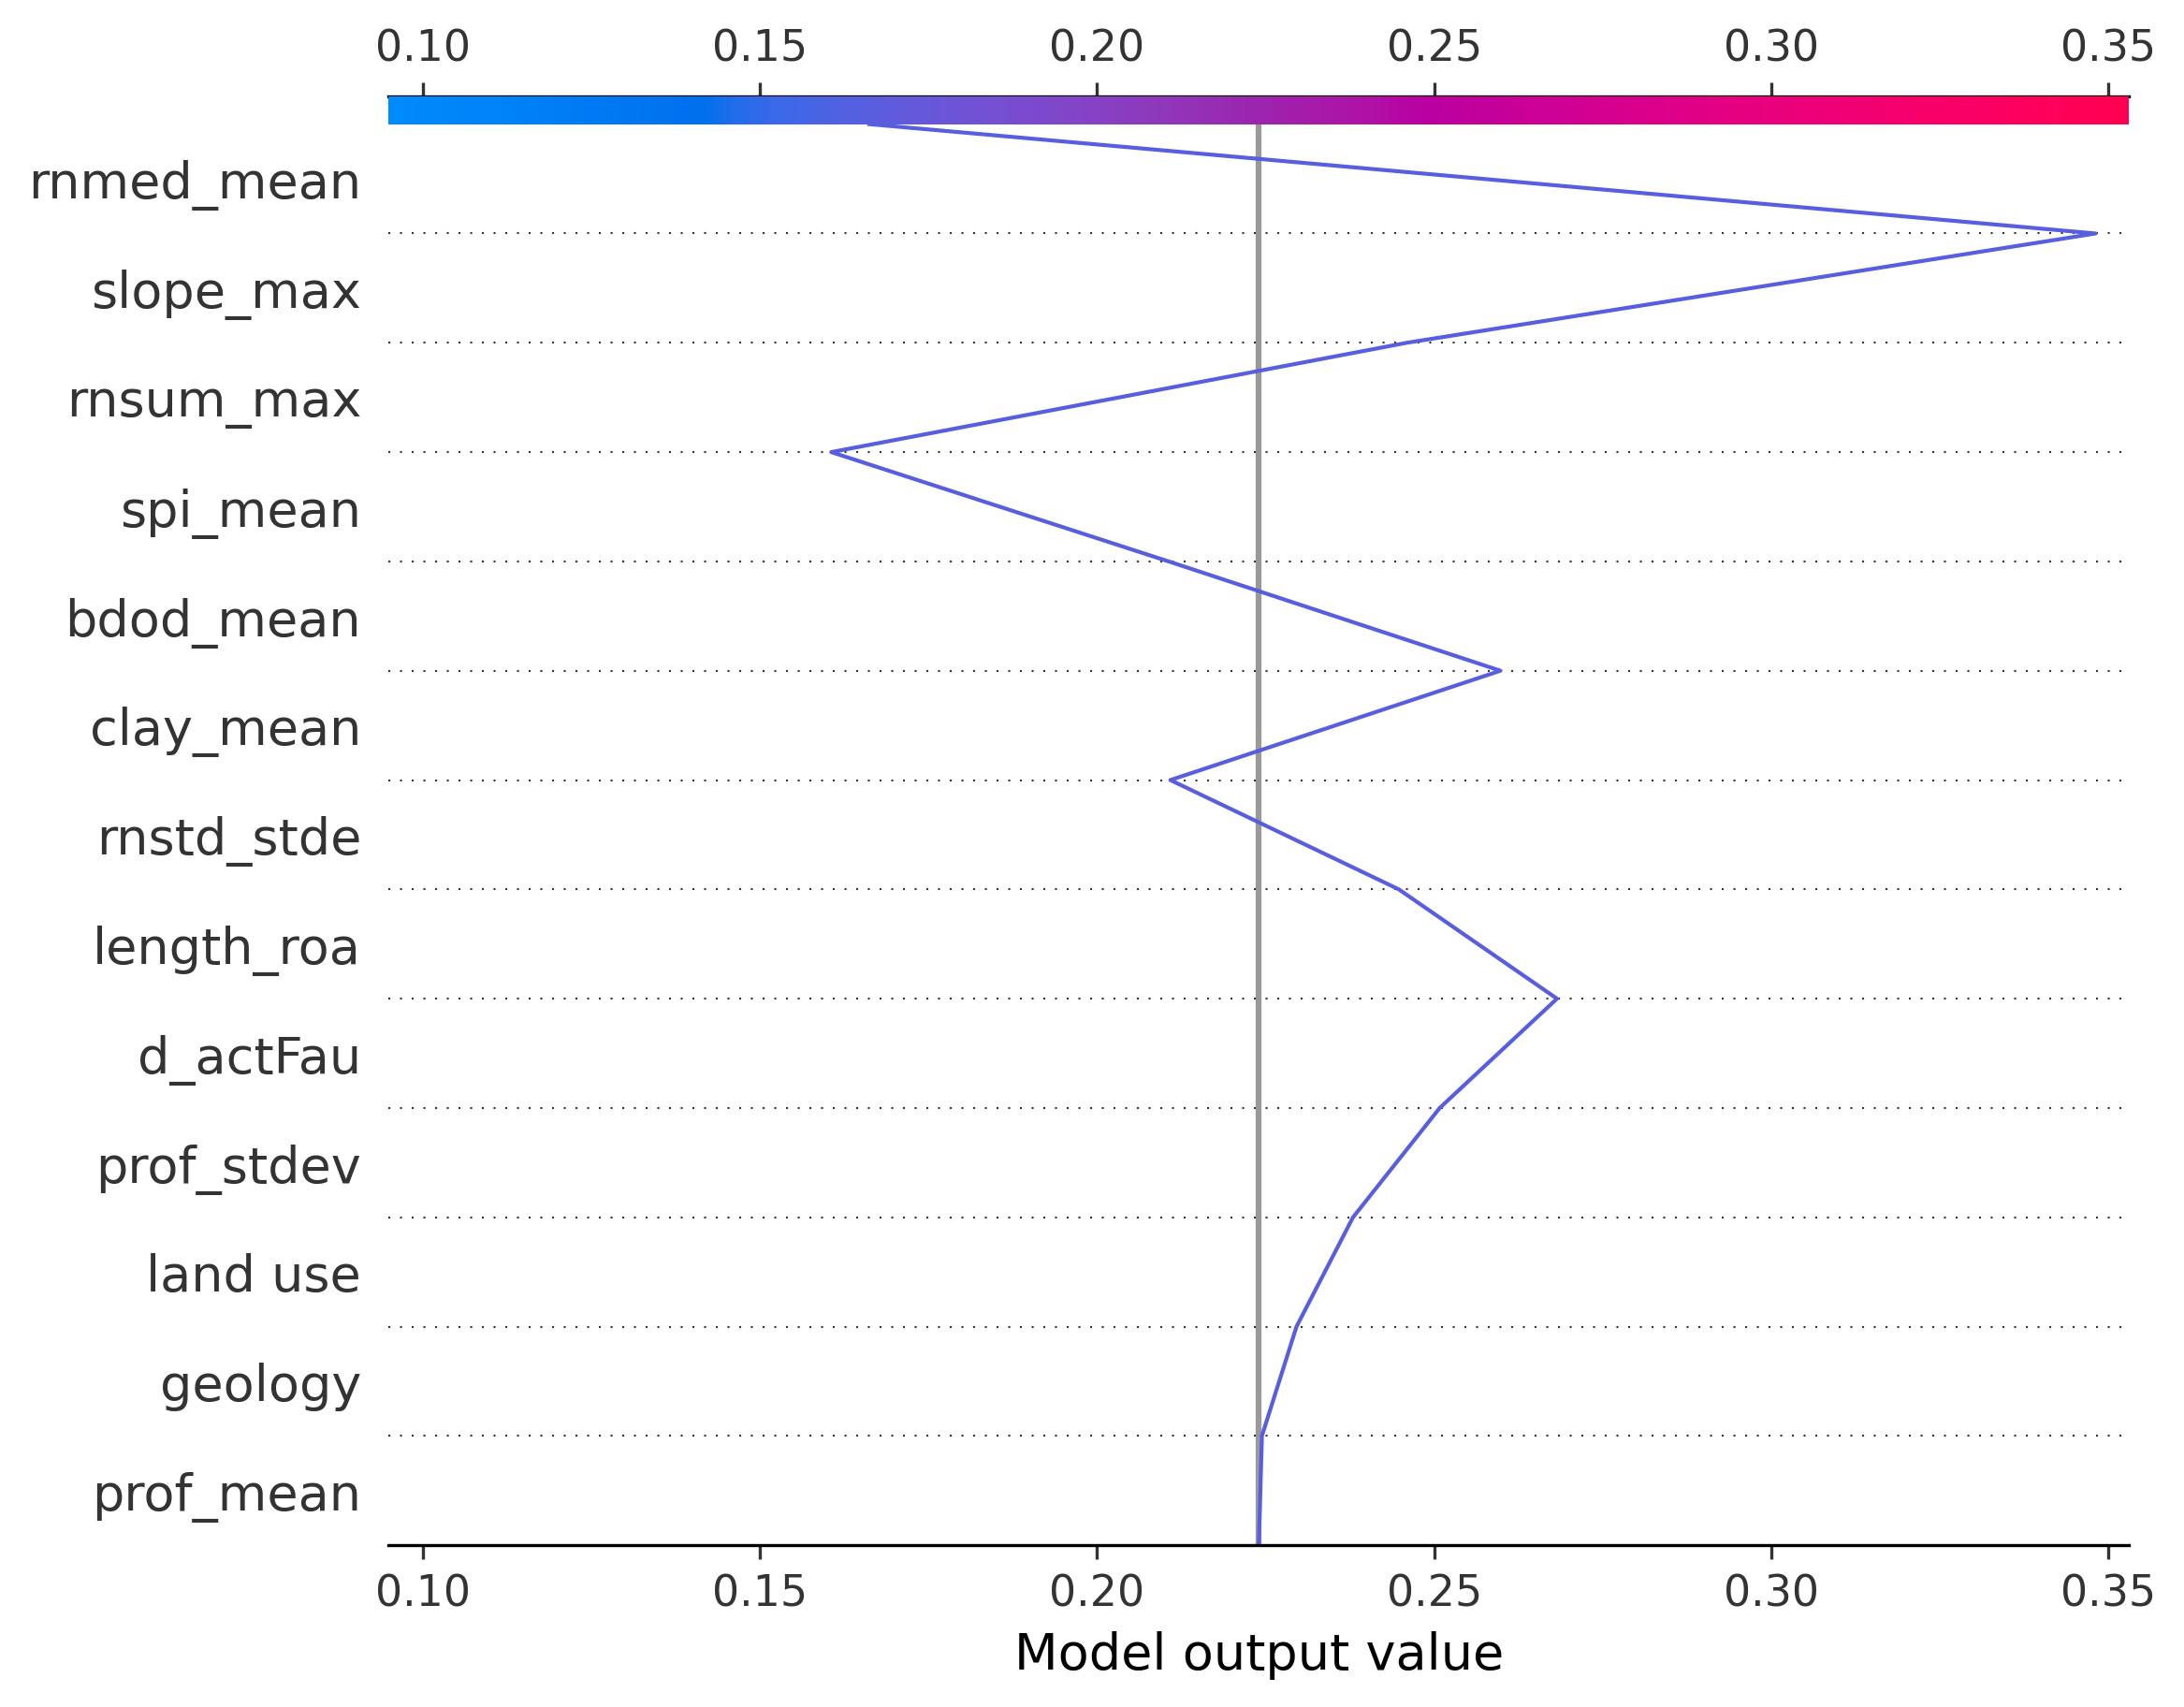 0.10 0.15 0.20 0.25 0.30 0.35
rnmed_mean
slope_max
rnsum_max
spi_mean
bdod_mean
clay_mean
rnstd_stde
length_roa
d_actFau
prof_stdev
land use
geology
prof_mean
0.10 0.15 0.20 0.25 0.30 0.35
Model output value